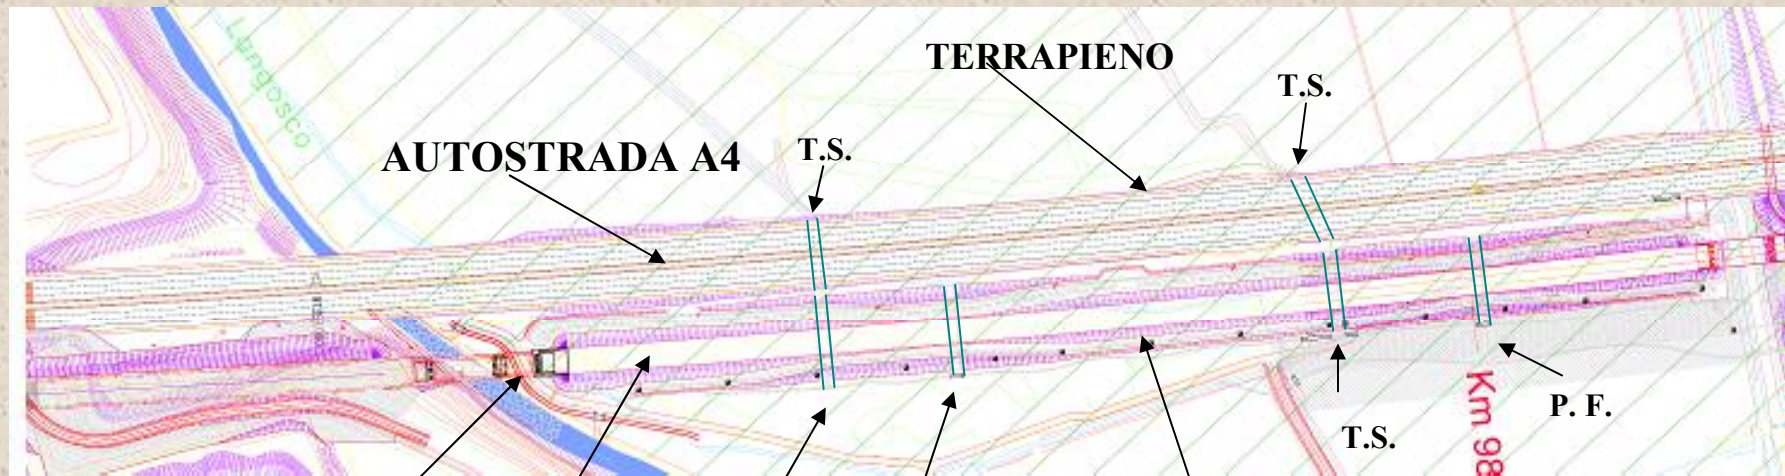 TERRAPIENO
T.S.
AUTOSTRADA A4
T.S.
Langosco
P. F.
T.S.
Km 98